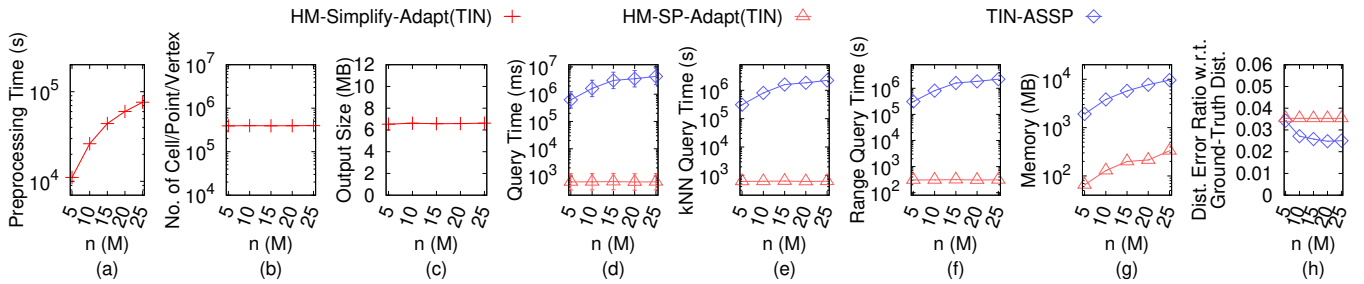 HM-Simplify-Adapt(TIN) HM-SP-Adapt(TIN) TIN-ASSP
Preprocessing Time (s)
10^5
10^4
5 10 15 20 25
n (M)
(a)
No. of Cell/Point/Vertex
10^7
10^6
10^5
10^4
5 10 15 20 25
n (M)
(b)
Output Size (MB)
12
10
8
6
4
2
0
5 10 15 20 25
n (M)
(c)
Query Time (ms)
10^7
10^6
10^5
10^4
10^3
5 10 15 20 25
n (M)
(d)
kNN Query Time (s)
10^6
10^5
10^4
10^3
5 10 15 20 25
n (M)
(e)
Range Query Time (s)
10^6
10^5
10^4
10^3
10^2
5 10 15 20 25
n (M)
(f)
Memory (MB)
10^4
10^3
10^2
5 10 15 20 25
n (M)
(g)
Dist. Error Ratio w.r.t.
Ground-Truth Dist.
0.06
0.05
0.04
0.03
0.02
0.01
0
5 10 15 20 25
n (M)
(h)